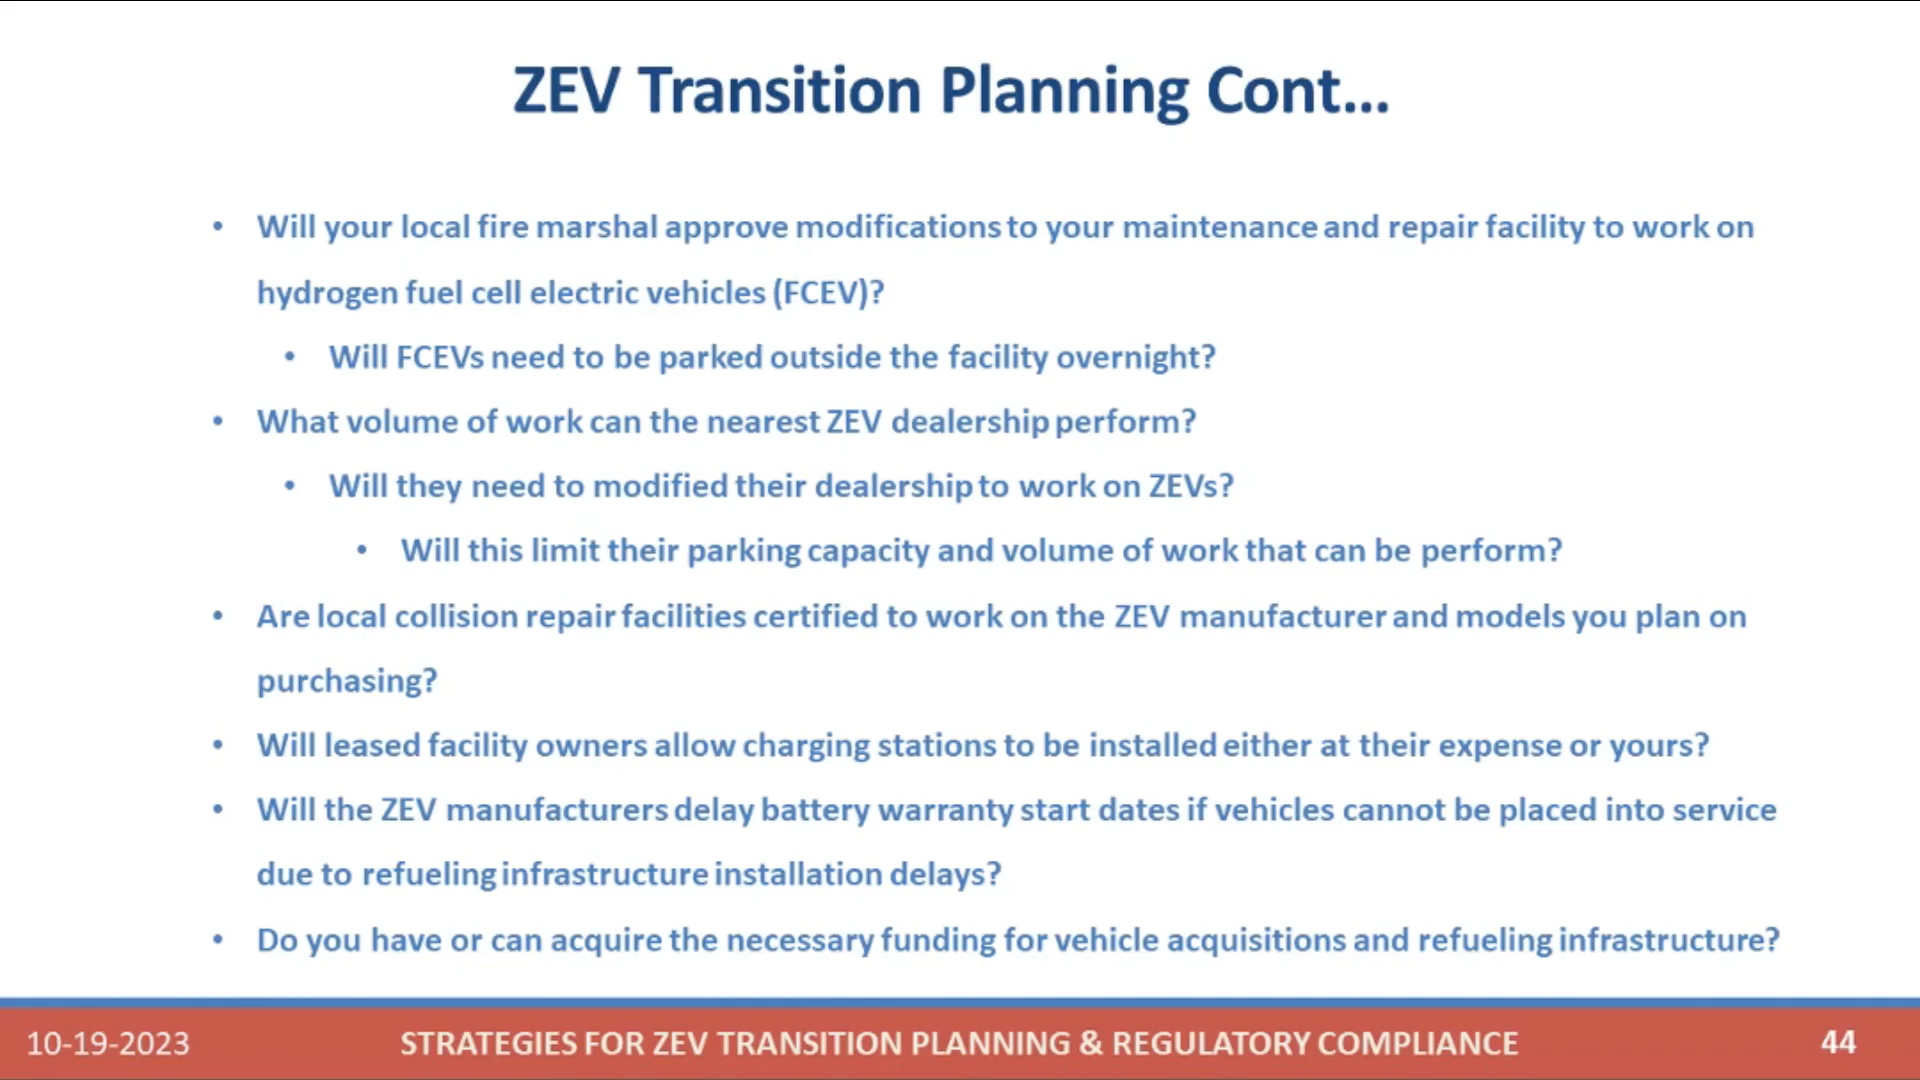 ZEV Transition Planning Cont...
• Will your local fire marshal approve modifications to your maintenance and repair facility to work on
hydrogen fuel cell electric vehicles (FCEV)?
• Will FCEVs need to be parked outside the facility overnight?
• What volume of work can the nearest ZEV dealership perform?
• Will they need to modified their dealership to work on ZEVs?
• Will this limit their parking capacity and volume of work that can be perform?
• Are local collision repair facilities certified to work on the ZEV manufacturer and models you plan on
purchasing?
• Will leased facility owners allow charging stations to be installed either at their expense or yours?
• Will the ZEV manufacturers delay battery warranty start dates if vehicles cannot be placed into service
due to refueling infrastructure installation delays?
• Do you have or can acquire the necessary funding for vehicle acquisitions and refueling infrastructure?
10-19-2023 STRATEGIES FOR ZEV TRANSITION PLANNING & REGULATORY COMPLIANCE 44